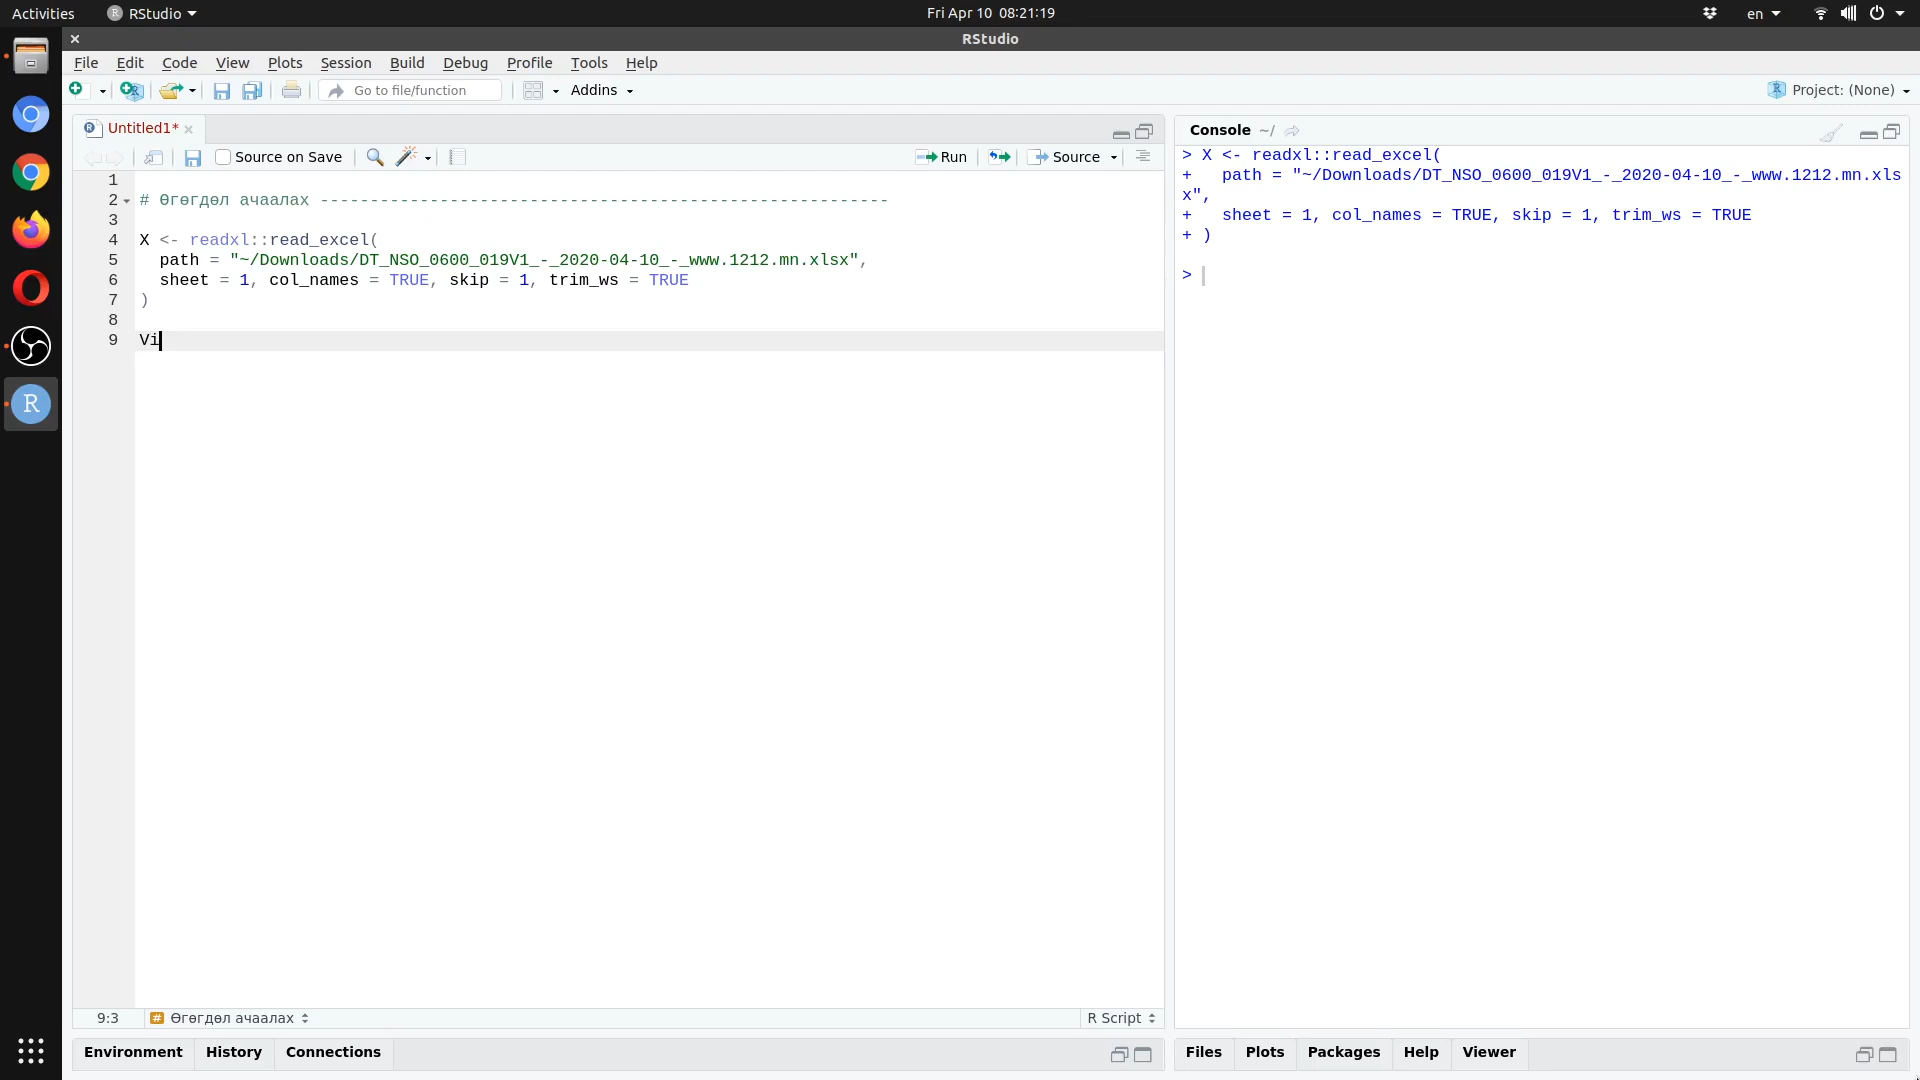 Activities RStudio Fri Apr 10 08:21:19 en
RStudio
File Edit Code View Plots Session Build Debug Profile Tools Help
Go to file/function Addins Project: (None)
Untitled1*
Source on Save Run Source
1
2 # Өгөгдөл ачаалах ---------------------------------------------------------
3
4 X <- readxl::read_excel(
5 path = "~/Downloads/DT_NSO_0600_019V1_-_2020-04-10_-_www.1212.mn.xlsx",
6 sheet = 1, col_names = TRUE, skip = 1, trim_ws = TRUE
7 )
8
9 Vi
9:3 # Өгөгдөл ачаалах R Script
Environment History Connections
Console ~/
> X <- readxl::read_excel(
+ path = "~/Downloads/DT_NSO_0600_019V1_-_2020-04-10_-_www.1212.mn.xls
x",
+ sheet = 1, col_names = TRUE, skip = 1, trim_ws = TRUE
+ )
>
Files Plots Packages Help Viewer